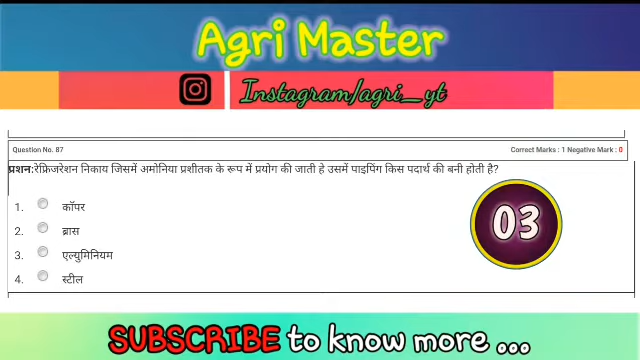 Agri Master
Instagram/agri_yt
Question No. 87 Correct Marks : 1 Negative Mark : 0
प्रशन:रेफ्रिजरेशन निकाय जिसमें अमोनिया प्रशीतक के रूप में प्रयोग की जाती हे उसमें पाइपिंग किस पदार्थ की बनी होती है?
1. कॉपर
2. ब्रास
3. एल्युमिनियम
4. स्टील
03
SUBSCRIBE to know more ...